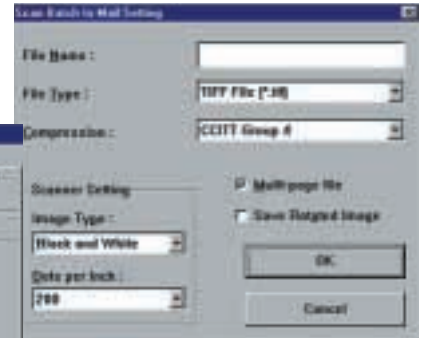 Scan Batch to Mail Setting
File Name :
File Type :
TIFF File (*.tif)
Compression :
CCITT Group 4
Scanner Setting
Image Type :
Black and White
Dots per Inch :
200
Multi-page file
Save Rotated Image
OK
Cancel